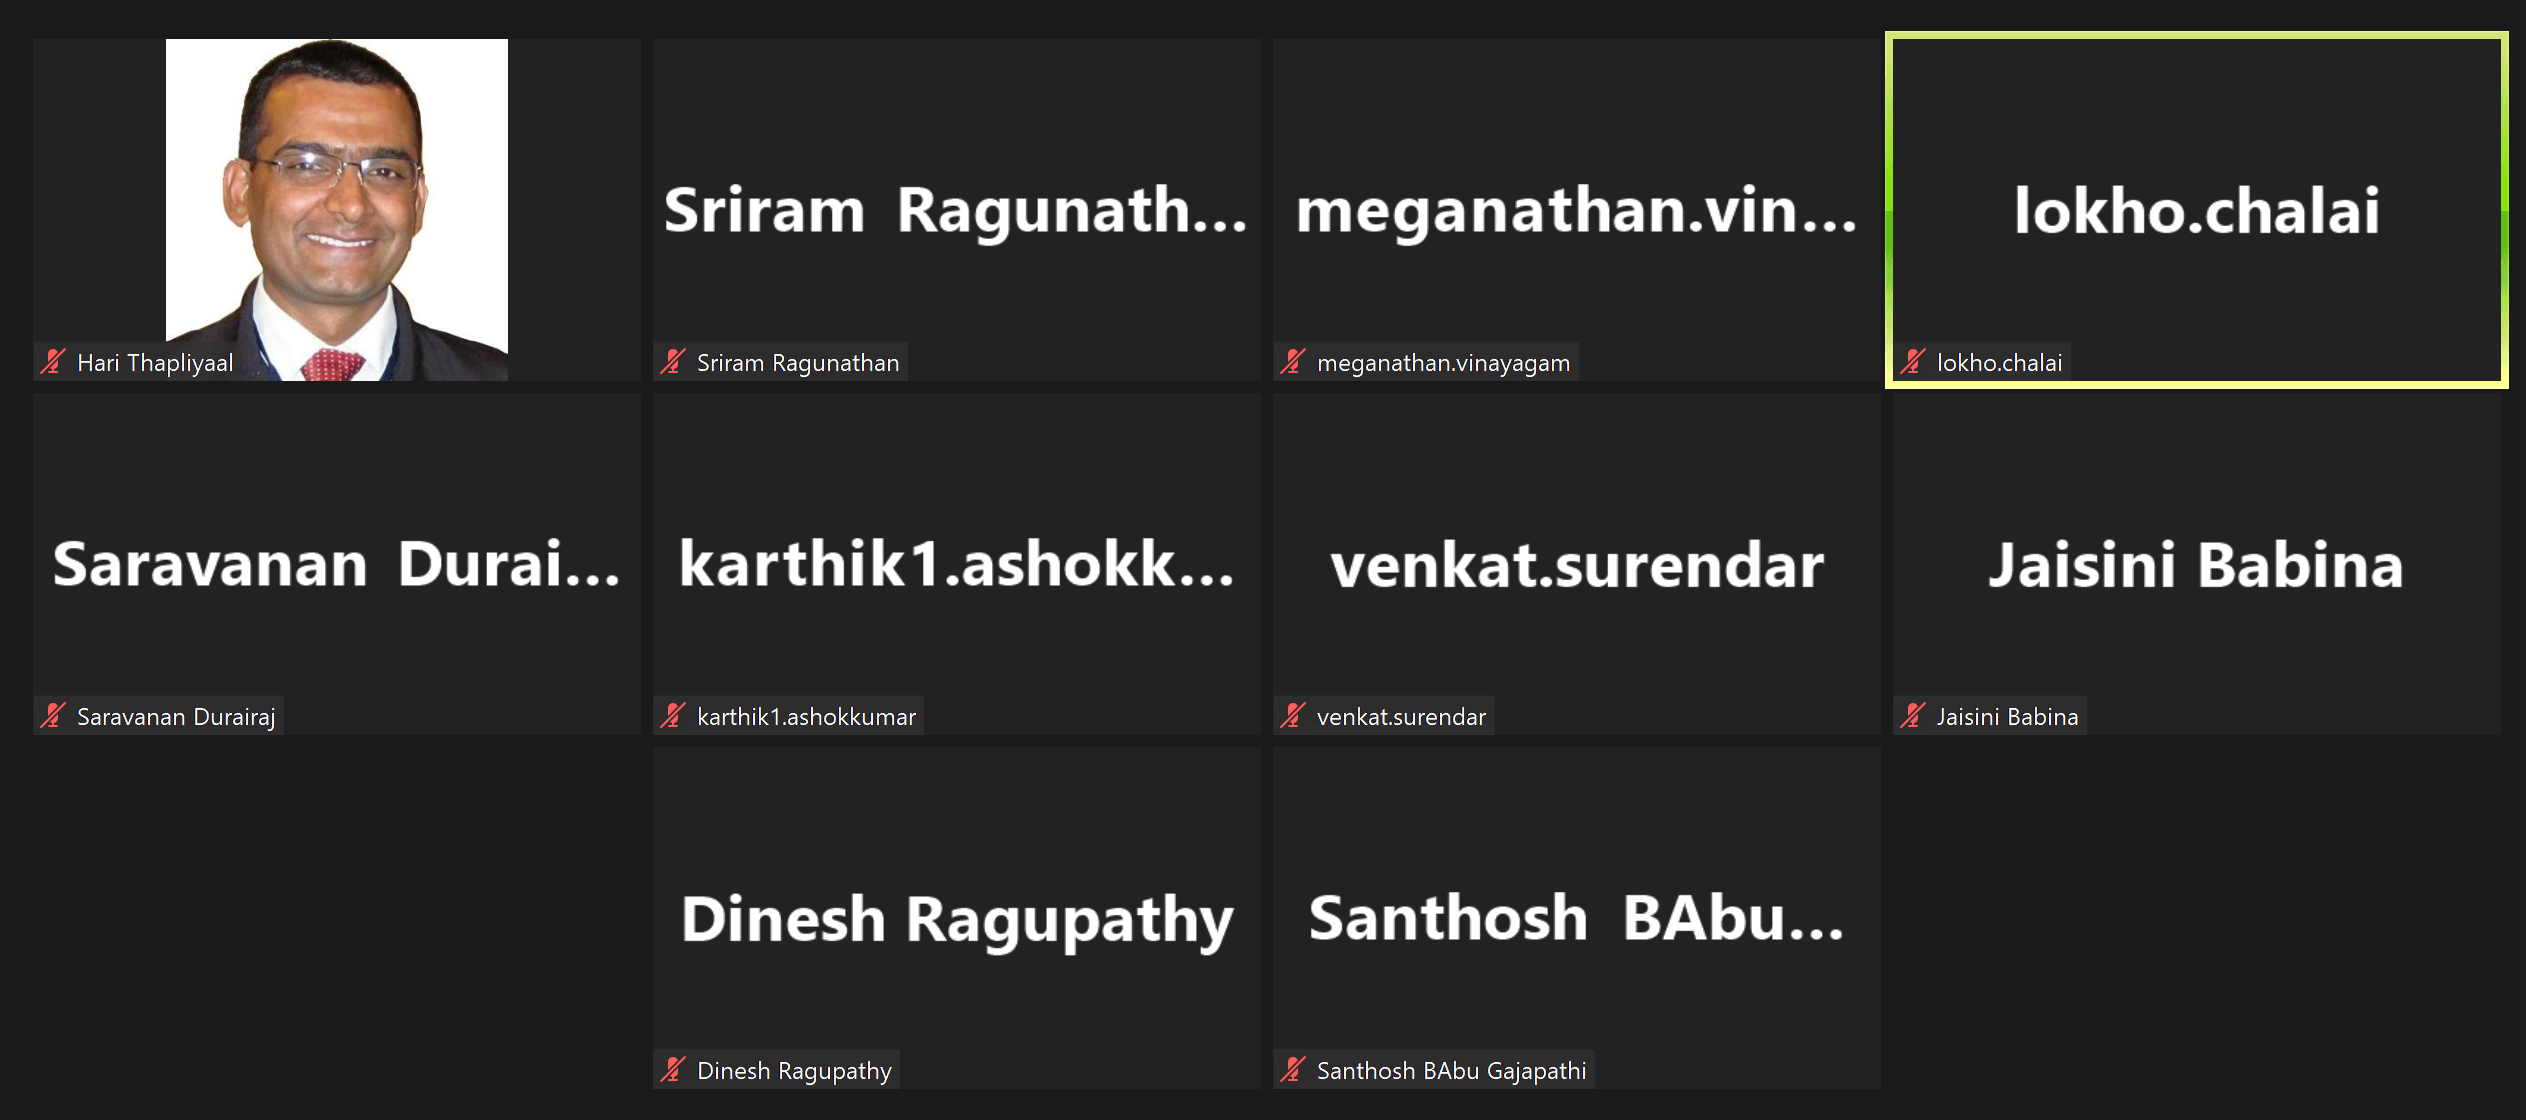 Hari Thapliyaal
Sriram Ragunath...
Sriram Ragunathan
meganathan.vin...
meganathan.vinayagam
lokho.chalai
lokho.chalai
Saravanan Durai...
Saravanan Durairaj
karthik1.ashokk...
karthik1.ashokkumar
venkat.surendar
venkat.surendar
Jaisini Babina
Jaisini Babina
Dinesh Ragupathy
Dinesh Ragupathy
Santhosh BAbu...
Santhosh BAbu Gajapathi